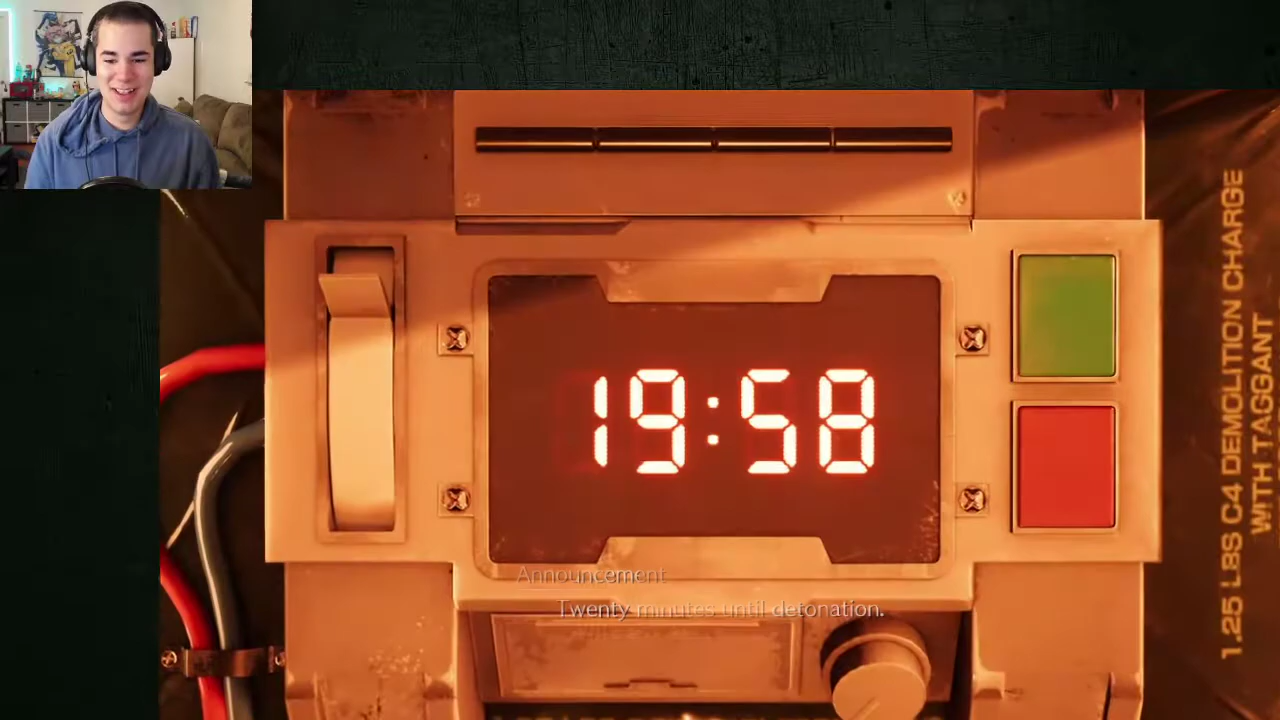 19:58
Announcement
Twenty minutes until detonation.
1.25 LBS C4 DEMOLITION CHARGE
WITH TAGGANT